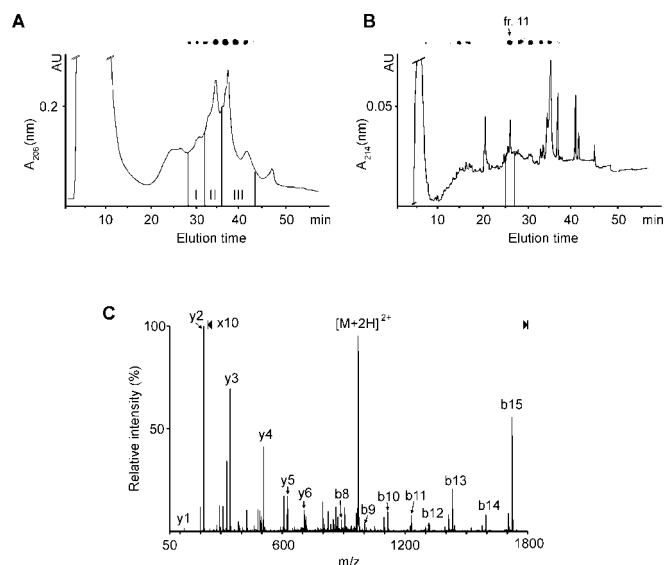 A
AU
0.2
A206(nm)
I II III
10 20 30 40 50 min
Elution time
B
fr. 11
AU
0.05
A214(nm)
10 20 30 40 50 min
Elution time
C
y2
x10
[M+2H]2+
100
50
Relative intensity (%)
y1
y3
y4
y5
y6
b8
b9
b10
b11
b12
b13
b14
b15
50 600 1200 1800
m/z